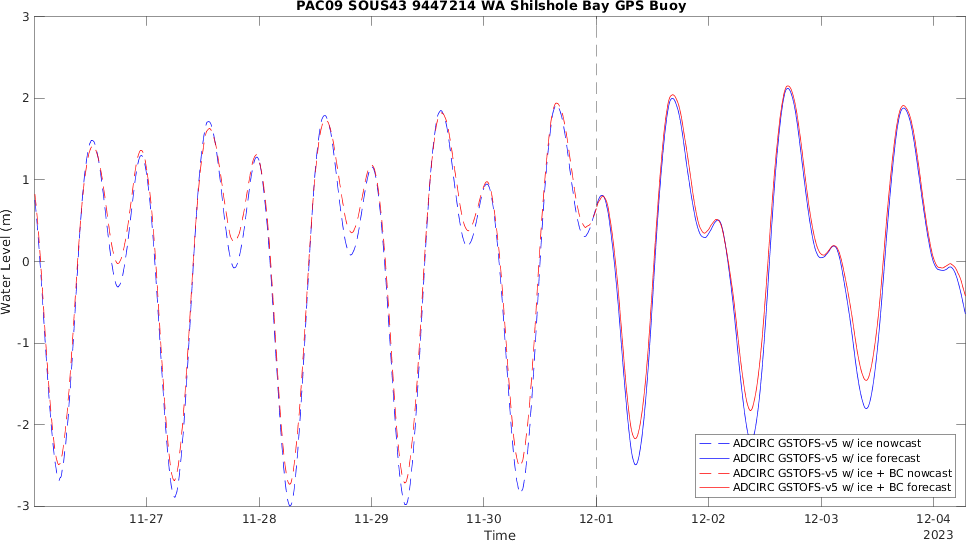 PAC09 SOUS43 9447214 WA Shilshole Bay GPS Buoy
3
2
1
0
-1
-2
-3
Water Level (m)
11-27
11-28
11-29
11-30
12-01
12-02
12-03
12-04
2023
Time
ADCIRC GSTOFS-v5 w/ ice nowcast
ADCIRC GSTOFS-v5 w/ ice forecast
ADCIRC GSTOFS-v5 w/ ice + BC nowcast
ADCIRC GSTOFS-v5 w/ ice + BC forecast